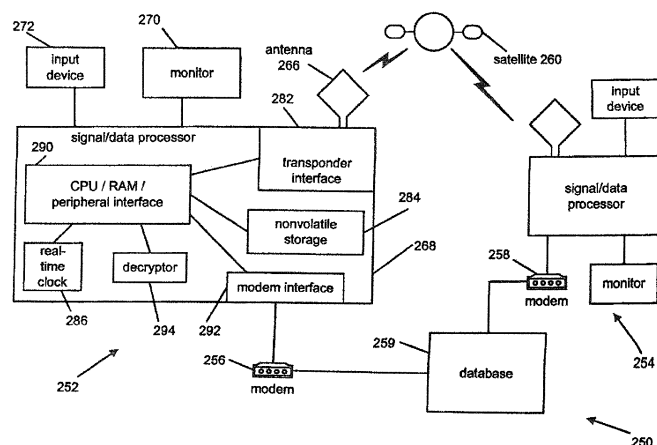 272
270
antenna
266
satellite 260
input
device
monitor
282
input
device
signal/data processor
290
transponder
interface
CPU / RAM /
peripheral interface
signal/data
processor
284
nonvolatile
storage
258
real-
time
clock
decryptor
268
modem interface
modem
monitor
286
294
292
259
254
256
database
252
modem
250